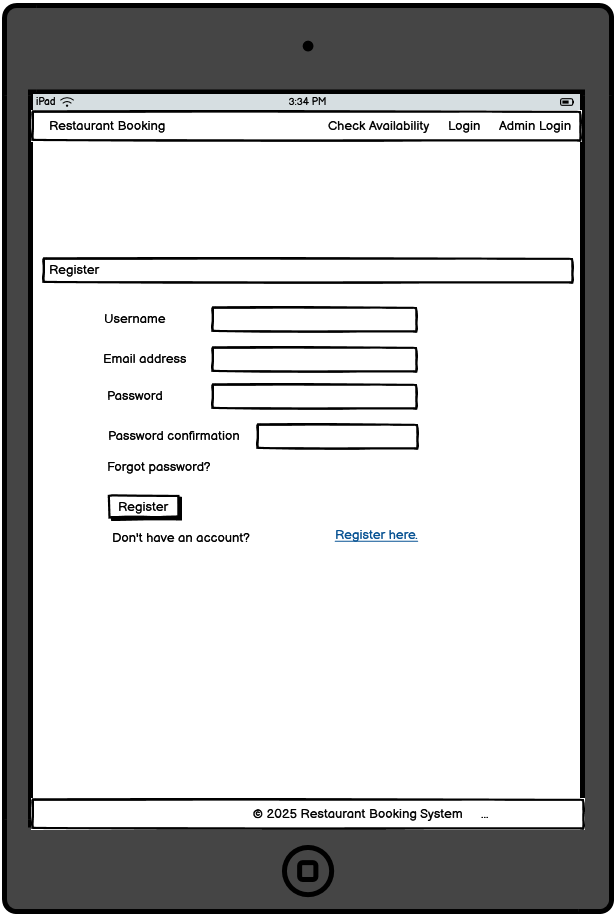 iPad 3:34 PM
Restaurant Booking Check Availability Login Admin Login
Register
Username
Email address
Password
Password confirmation
Forgot password?
Register
Don't have an account? Register here.
© 2025 Restaurant Booking System ...